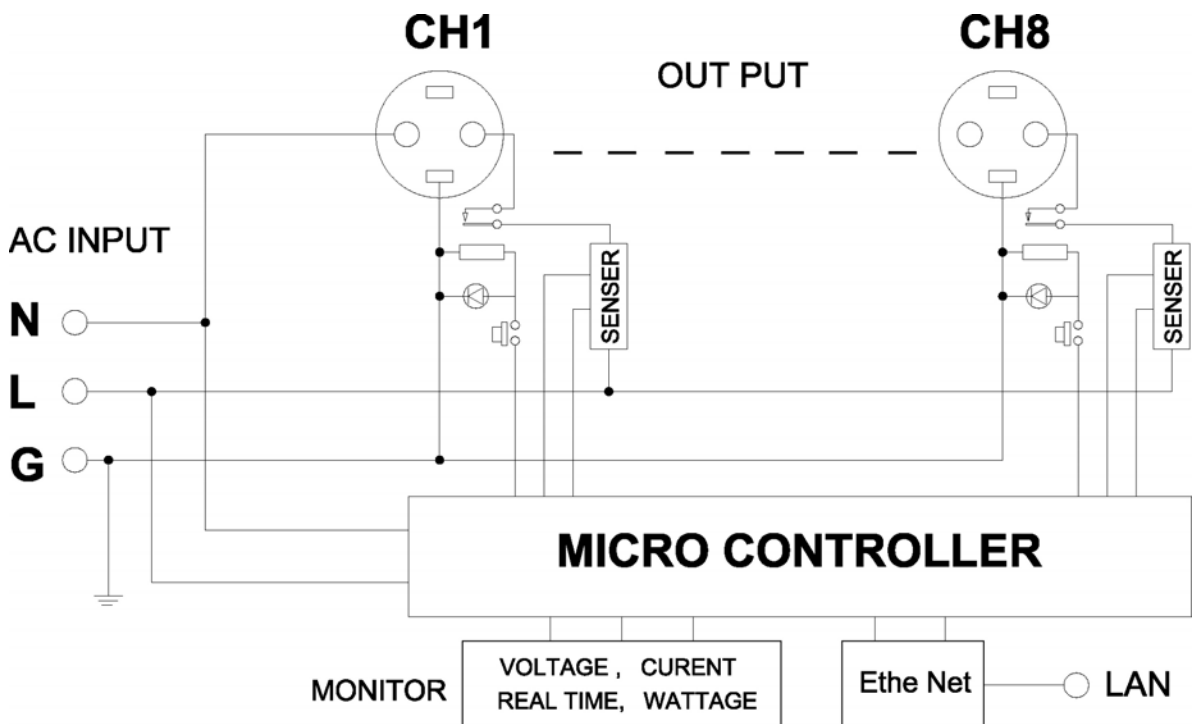 CH1
CH8
OUT PUT
AC INPUT
SENSER
SENSER
N
L
G
MICRO CONTROLLER
MONITOR
VOLTAGE , CURENT
REAL TIME, WATTAGE
Ethe Net
LAN